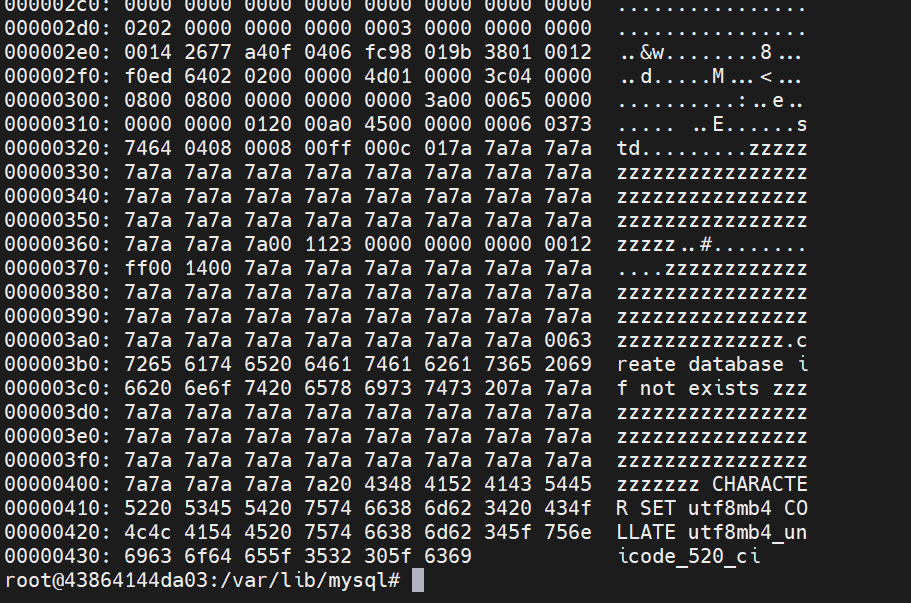 000002c0: 0000 0000 0000 0000 0000 0000 0000 0000  ................
000002d0: 0202 0000 0000 0000 0003 0000 0000 0000  ................
000002e0: 0014 2677 a40f 0406 fc98 019b 3801 0012  ..&w........8...
000002f0: f0ed 6402 0200 0000 4d01 0000 3c04 0000  ..d.....M...<...
00000300: 0800 0800 0000 0000 0000 3a00 0065 0000  ..........:..e..
00000310: 0000 0000 0120 00a0 4500 0000 0006 0373  ..... ..E......s
00000320: 7464 0408 0008 00ff 000c 017a 7a7a 7a7a  td.........zzzzz
00000330: 7a7a 7a7a 7a7a 7a7a 7a7a 7a7a 7a7a 7a7a  zzzzzzzzzzzzzzzz
00000340: 7a7a 7a7a 7a7a 7a7a 7a7a 7a7a 7a7a 7a7a  zzzzzzzzzzzzzzzz
00000350: 7a7a 7a7a 7a7a 7a7a 7a7a 7a7a 7a7a 7a7a  zzzzzzzzzzzzzzzz
00000360: 7a7a 7a7a 7a00 1123 0000 0000 0000 0012  zzzzz..#........
00000370: ff00 1400 7a7a 7a7a 7a7a 7a7a 7a7a 7a7a  ....zzzzzzzzzzzz
00000380: 7a7a 7a7a 7a7a 7a7a 7a7a 7a7a 7a7a 7a7a  zzzzzzzzzzzzzzzz
00000390: 7a7a 7a7a 7a7a 7a7a 7a7a 7a7a 7a7a 7a7a  zzzzzzzzzzzzzzzz
000003a0: 7a7a 7a7a 7a7a 7a7a 7a7a 7a7a 7a7a 0063  zzzzzzzzzzzzzz.c
000003b0: 7265 6174 6520 6461 7461 6261 7365 2069  reate database i
000003c0: 6620 6e6f 7420 6578 6973 7473 207a 7a7a  f not exists zzz
000003d0: 7a7a 7a7a 7a7a 7a7a 7a7a 7a7a 7a7a 7a7a  zzzzzzzzzzzzzzzz
000003e0: 7a7a 7a7a 7a7a 7a7a 7a7a 7a7a 7a7a 7a7a  zzzzzzzzzzzzzzzz
000003f0: 7a7a 7a7a 7a7a 7a7a 7a7a 7a7a 7a7a 7a7a  zzzzzzzzzzzzzzzz
00000400: 7a7a 7a7a 7a7a 7a20 4348 4152 4143 5445  zzzzzzz CHARACTE
00000410: 5220 5345 5420 7574 6638 6d62 3420 434f  R SET utf8mb4 CO
00000420: 4c4c 4154 4520 7574 6638 6d62 345f 756e  LLATE utf8mb4_un
00000430: 6963 6f64 655f 3532 305f 6369  icode_520_ci
root@43864144da03:/var/lib/mysql#